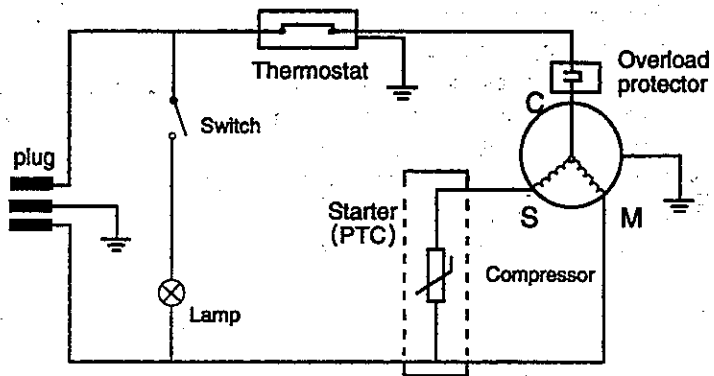 Thermostat
Overload
protector
C
Switch
plug
Starter
(PTC)
S
M
Compressor
Lamp